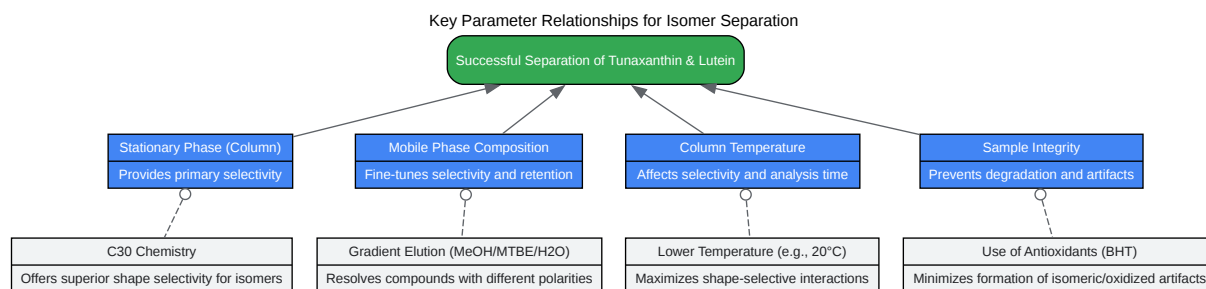 Key Parameter Relationships for Isomer Separation
Successful Separation of Tunaxanthin & Lutein
Stationary Phase (Column)
Provides primary selectivity
Mobile Phase Composition
Fine-tunes selectivity and retention
Column Temperature
Affects selectivity and analysis time
Sample Integrity
Prevents degradation and artifacts
C30 Chemistry
Offers superior shape selectivity for isomers
Gradient Elution (MeOH/MTBE/H2O)
Resolves compounds with different polarities
Lower Temperature (e.g., 20°C)
Maximizes shape-selective interactions
Use of Antioxidants (BHT)
Minimizes formation of isomeric/oxidized artifacts